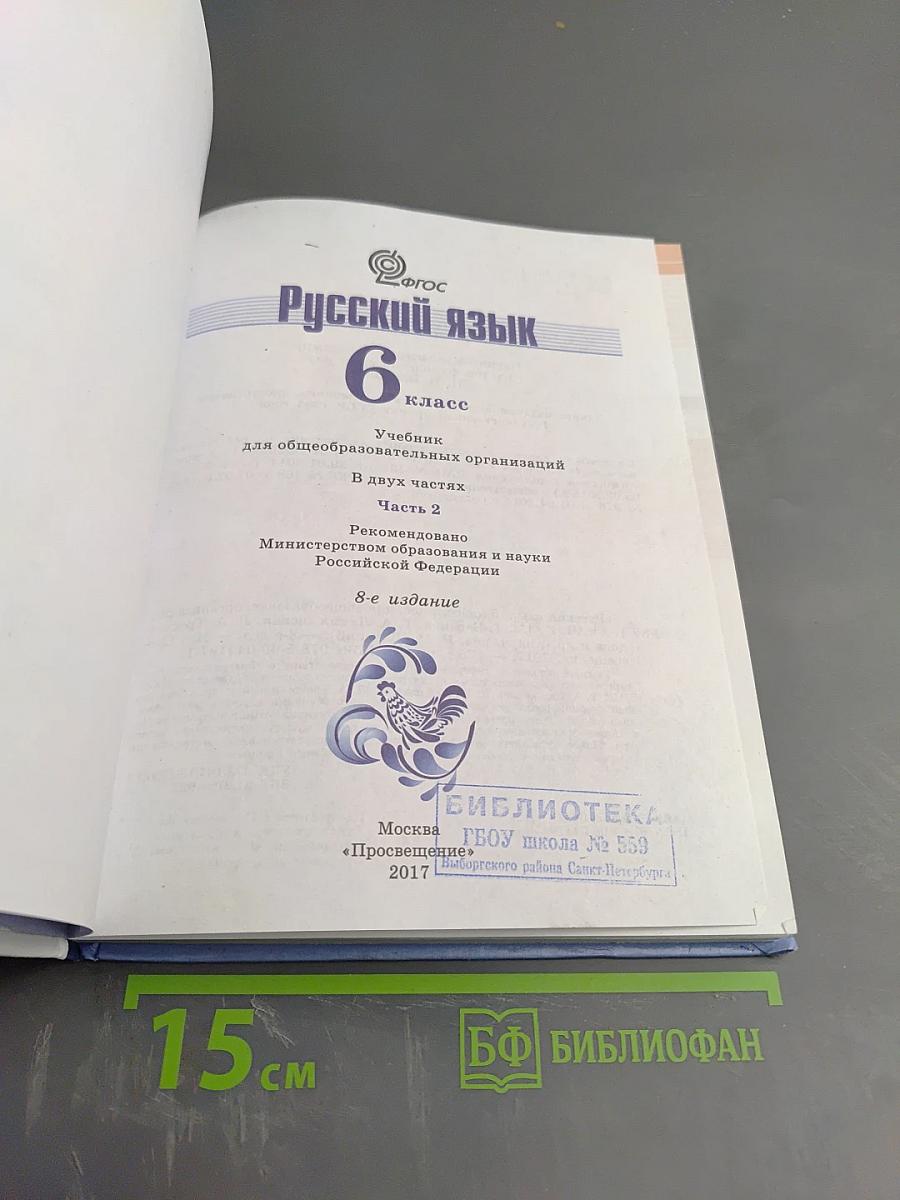 ФГОС
Русский язык
6 класс
Учебник
для общеобразовательных организаций
В двух частях
Часть 2
Рекомендовано
Министерством образования и науки
Российской Федерации
8-е издание
Москва
«Просвещение»
2017
БИБЛИОТЕКА
ГБОУ школа № 559
Выборгского района Санкт-Петербурга
15 см
БФ БИБЛИОФАН